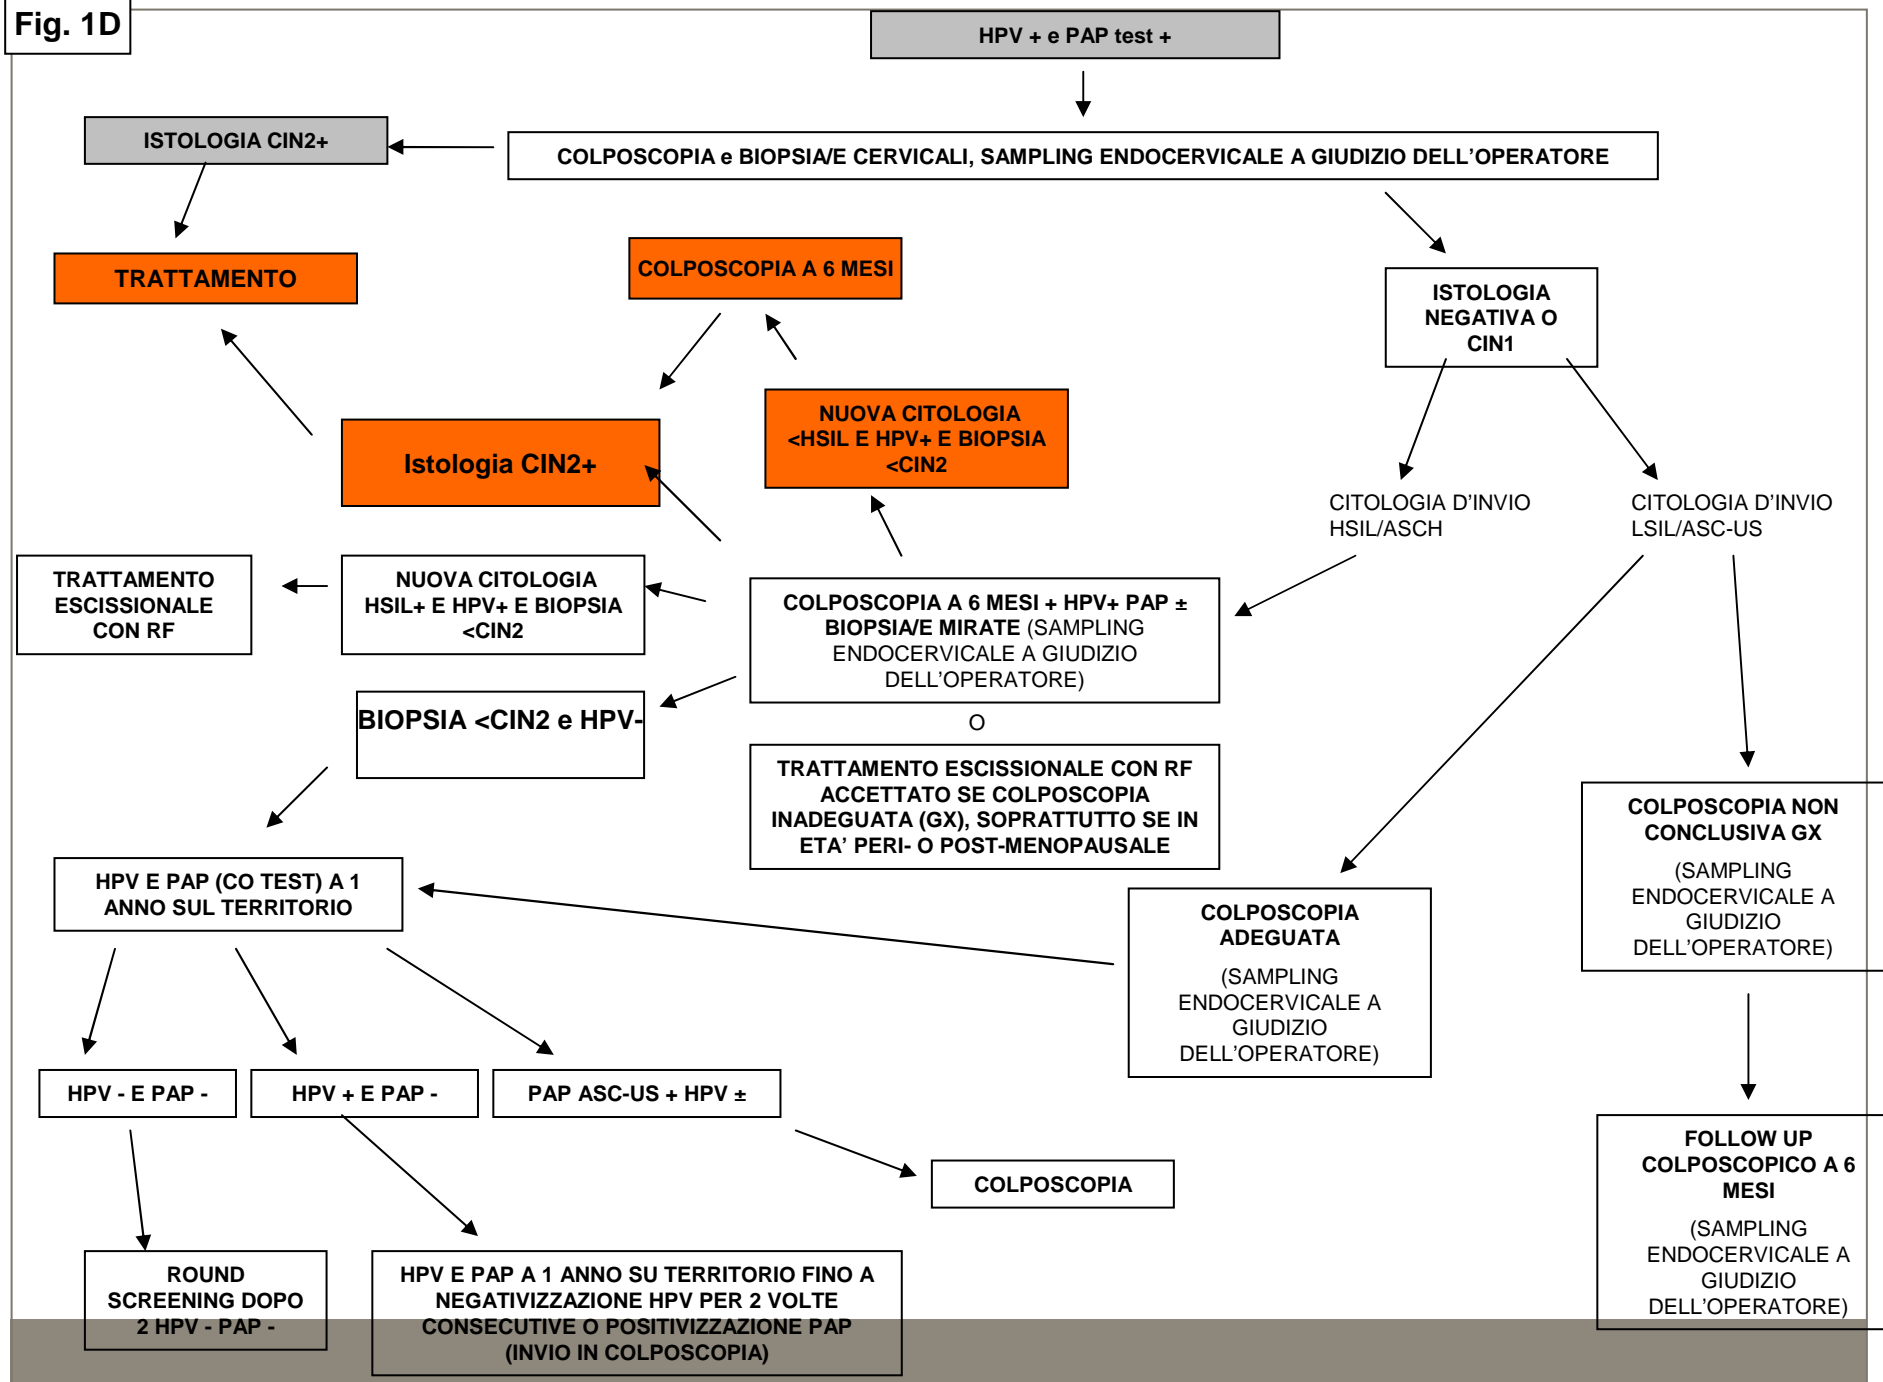 Fig. 1D
HPV + e PAP test +
ISTOLOGIA CIN2+
COLPOSCOPIA e BIOPSIA/E CERVICALI, SAMPLING ENDOCERVICALE A GIUDIZIO DELL'OPERATORE
TRATTAMENTO
COLPOSCOPIA A 6 MESI
ISTOLOGIA
NEGATIVA O
CIN1
NUOVA CITOLOGIA
<HSIL E HPV+ E BIOPSIA
<CIN2
Istologia CIN2+
CITOLOGIA D'INVIO
HSIL/ASCH
CITOLOGIA D'INVIO
LSIL/ASC-US
TRATTAMENTO
ESCISSIONALE
CON RF
NUOVA CITOLOGIA
HSIL+ E HPV+ E BIOPSIA
<CIN2
COLPOSCOPIA A 6 MESI + HPV+ PAP ±
BIOPSIA/E MIRATE (SAMPLING
ENDOCERVICALE A GIUDIZIO
DELL'OPERATORE)
BIOPSIA <CIN2 e HPV-
O
TRATTAMENTO ESCISSIONALE CON RF
ACCETTATO SE COLPOSCOPIA
INADEGUATA (GX), SOPRATTUTTO SE IN
ETA' PERI- O POST-MENOPAUSALE
COLPOSCOPIA NON
CONCLUSIVA GX
(SAMPLING
ENDOCERVICALE A
GIUDIZIO
DELL'OPERATORE)
HPV E PAP (CO TEST) A 1
ANNO SUL TERRITORIO
COLPOSCOPIA
ADEGUATA
(SAMPLING
ENDOCERVICALE A
GIUDIZIO
DELL'OPERATORE)
HPV - E PAP -
HPV + E PAP -
PAP ASC-US + HPV ±
COLPOSCOPIA
FOLLOW UP
COLPOSCOPICO A 6
MESI
(SAMPLING
ENDOCERVICALE A
GIUDIZIO
DELL'OPERATORE)
ROUND
SCREENING DOPO
2 HPV - PAP -
HPV E PAP A 1 ANNO SU TERRITORIO FINO A
NEGATIVIZZAZIONE HPV PER 2 VOLTE
CONSECUTIVE O POSITIVIZZAZIONE PAP
(INVIO IN COLPOSCOPIA)